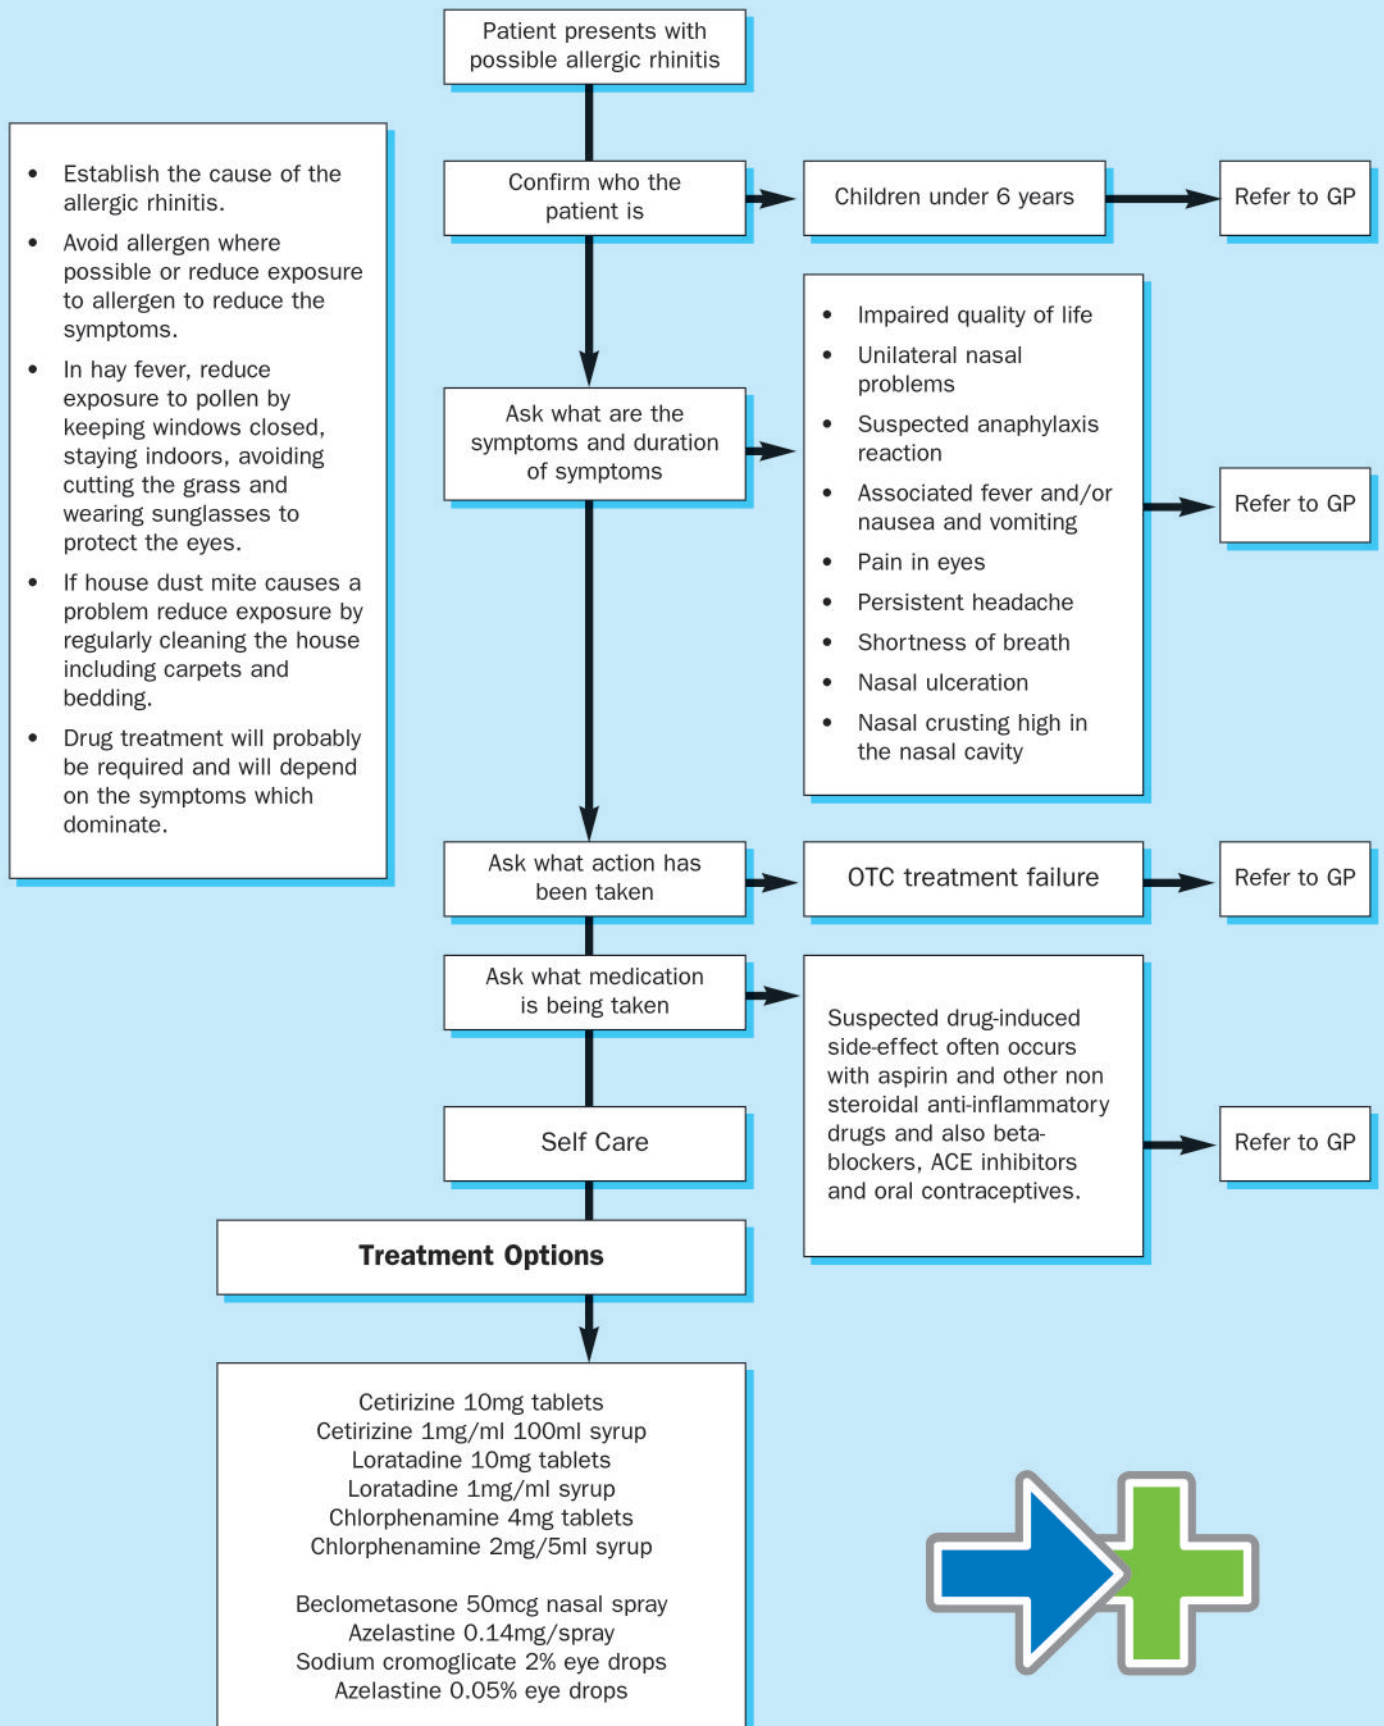 Patient presents with
possible allergic rhinitis
• Establish the cause of the
allergic rhinitis.
• Avoid allergen where
possible or reduce exposure
to allergen to reduce the
symptoms.
• In hay fever, reduce
exposure to pollen by
keeping windows closed,
staying indoors, avoiding
cutting the grass and
wearing sunglasses to
protect the eyes.
• If house dust mite causes a
problem reduce exposure by
regularly cleaning the house
including carpets and
bedding.
• Drug treatment will probably
be required and will depend
on the symptoms which
dominate.
Confirm who the
patient is
Children under 6 years
Refer to GP
Ask what are the
symptoms and duration
of symptoms
• Impaired quality of life
• Unilateral nasal
problems
• Suspected anaphylaxis
reaction
• Associated fever and/or
nausea and vomiting
• Pain in eyes
• Persistent headache
• Shortness of breath
• Nasal ulceration
• Nasal crusting high in
the nasal cavity
Refer to GP
Ask what action has
been taken
OTC treatment failure
Refer to GP
Ask what medication
is being taken
Suspected drug-induced
side-effect often occurs
with aspirin and other non
steroidal anti-inflammatory
drugs and also beta-
blockers, ACE inhibitors
and oral contraceptives.
Refer to GP
Self Care
Treatment Options
Cetirizine 10mg tablets
Cetirizine 1mg/ml 100ml syrup
Loratadine 10mg tablets
Loratadine 1mg/ml syrup
Chlorphenamine 4mg tablets
Chlorphenamine 2mg/5ml syrup
Beclometasone 50mcg nasal spray
Azelastine 0.14mg/spray
Sodium cromoglicate 2% eye drops
Azelastine 0.05% eye drops